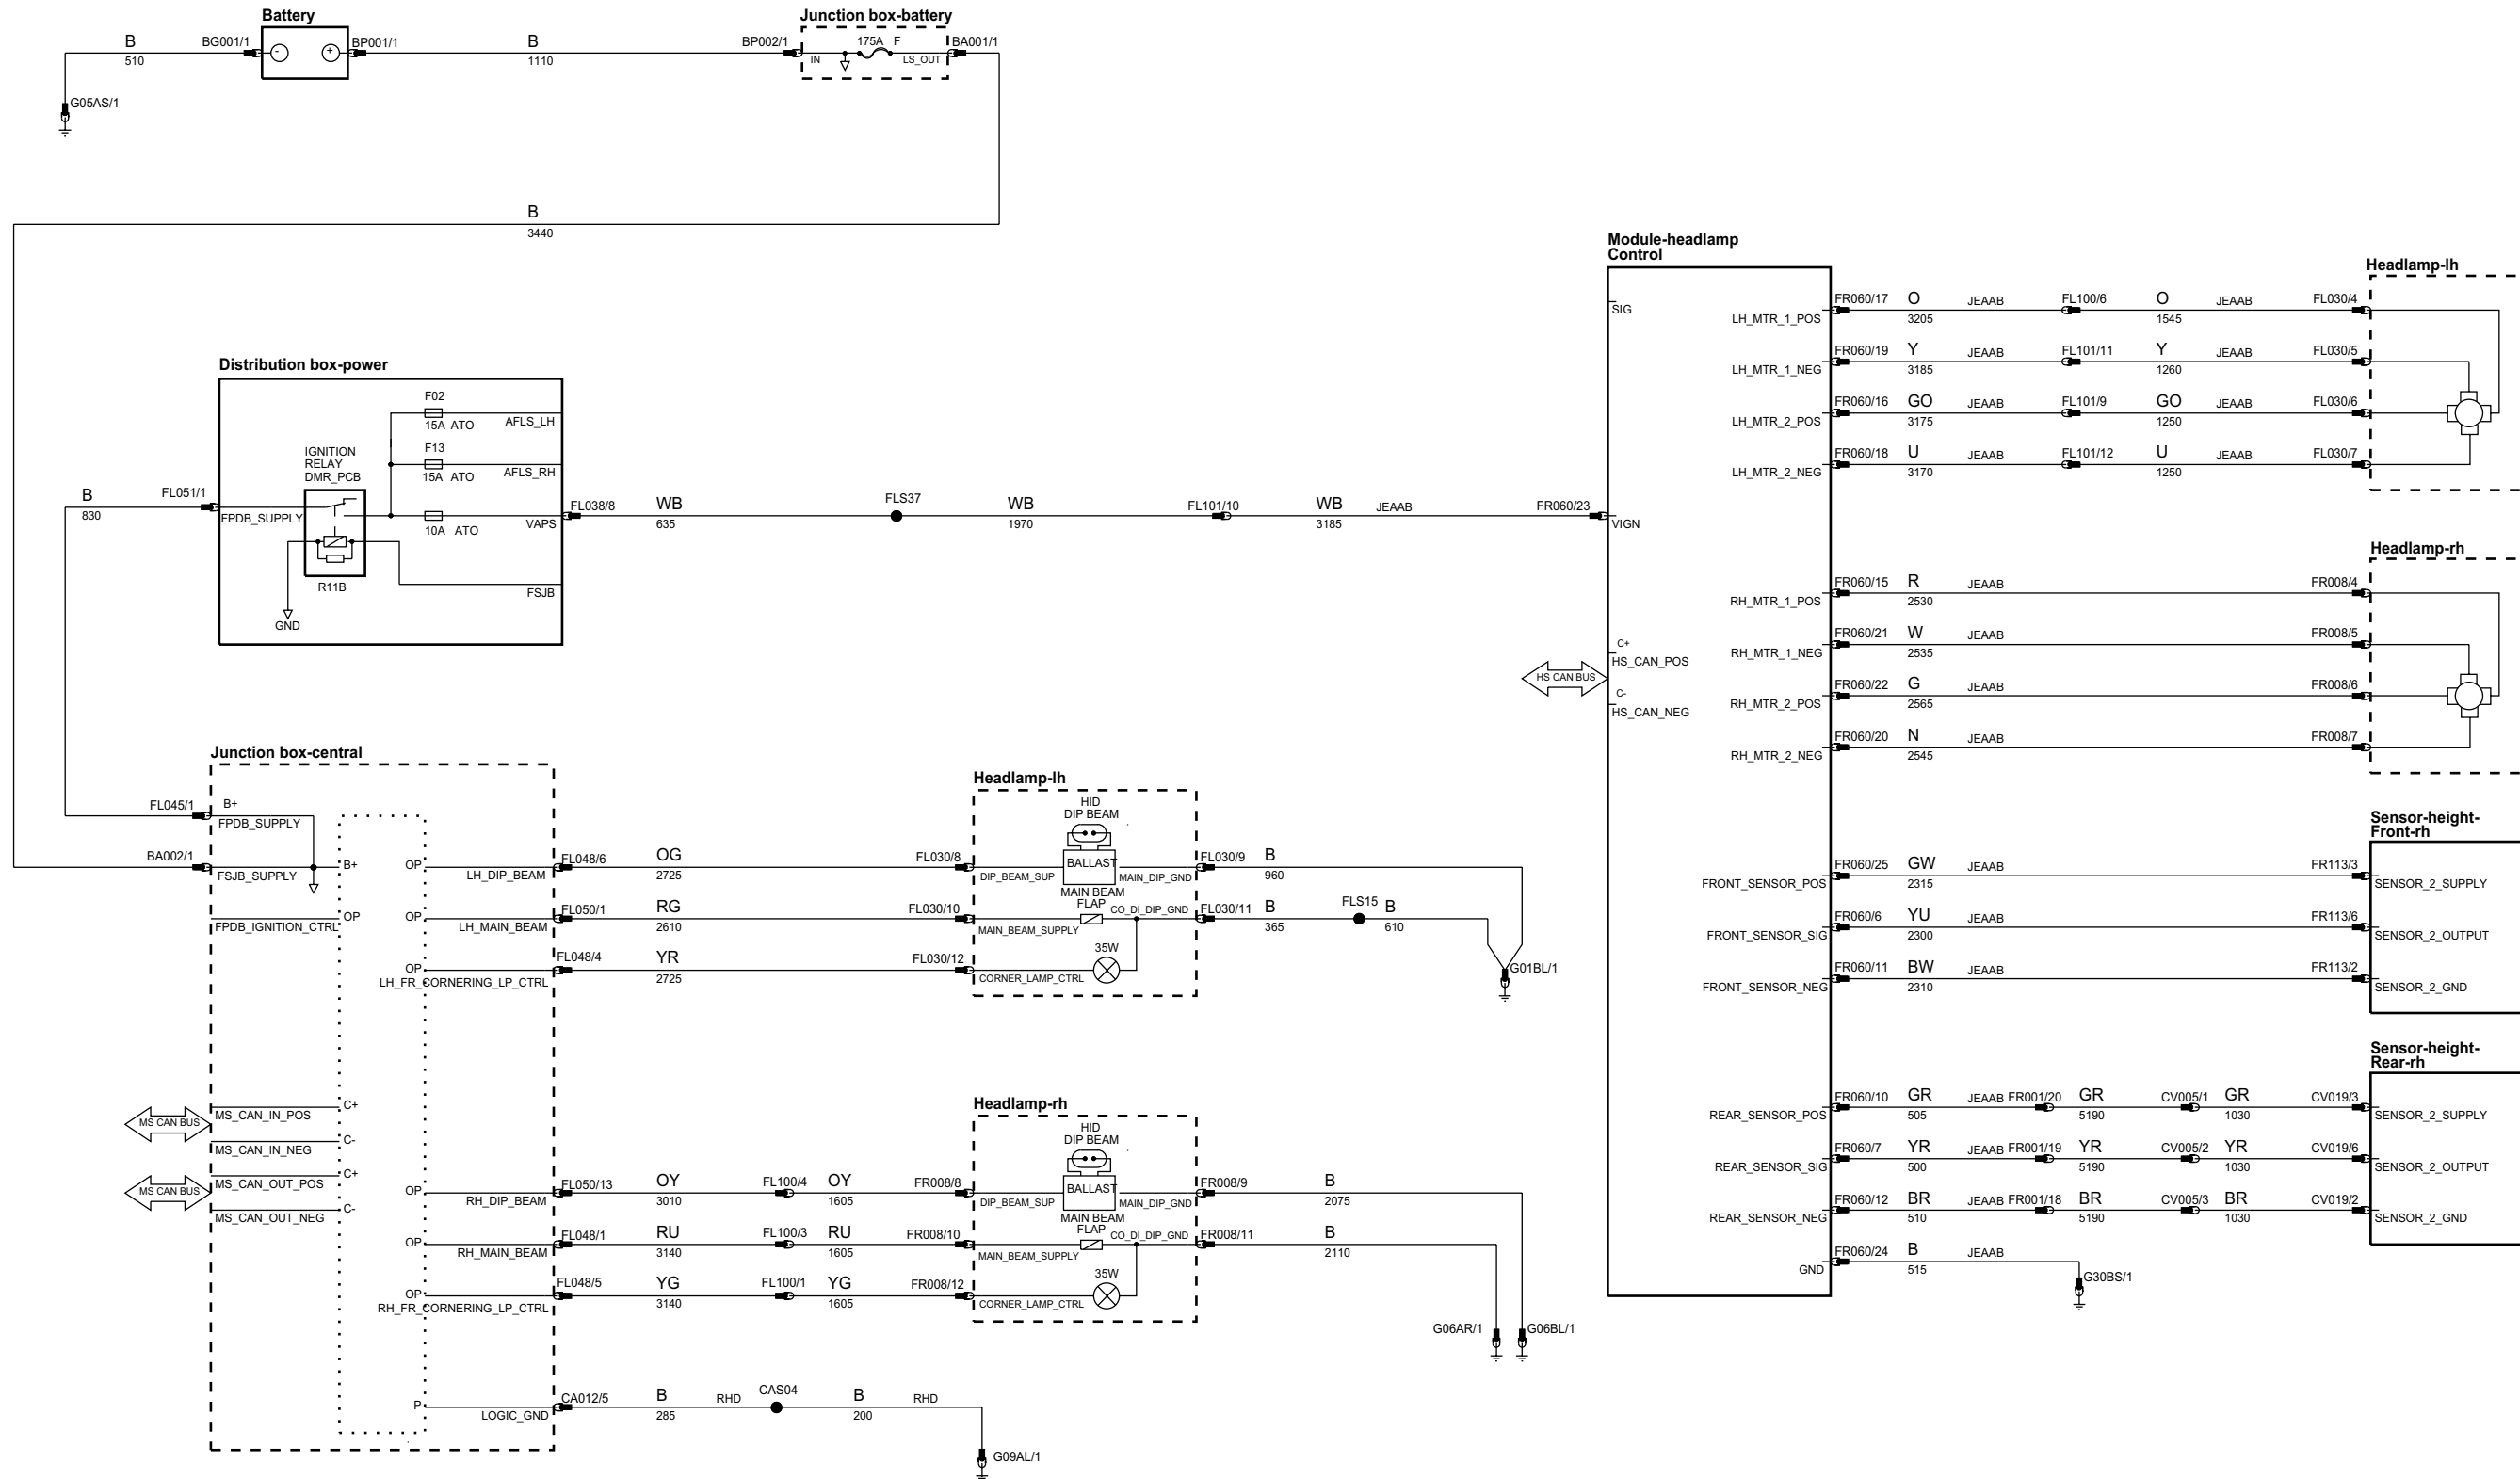 Battery
Junction box-battery
B
510
BG001/1
-
+
BP001/1
B
1110
BP002/1
IN
175A F
LS_OUT
BA001/1
G05AS/1
B
3440
Distribution box-power
F02
15A ATO
AFLS_LH
F13
15A ATO
AFLS_RH
IGNITION
RELAY
DMR_PCB
B
830
FL051/1
FPDB_SUPPLY
10A ATO
VAPS
R11B
FSJB
GND
FL038/8
WB
635
FLS37
WB
1970
FL101/10
WB
3185
JEAAB
FR060/23
VIGN
Module-headlamp
Control
SIG
C+
HS_CAN_POS
C-
HS_CAN_NEG
HS CAN BUS
Headlamp-lh
LH_MTR_1_POS
FR060/17 O JEAAB FL100/6 O JEAAB FL030/4
3205 1545
LH_MTR_1_NEG
FR060/19 Y JEAAB FL101/11 Y JEAAB FL030/5
3185 1260
LH_MTR_2_POS
FR060/16 GO JEAAB FL101/9 GO JEAAB FL030/6
3175 1250
LH_MTR_2_NEG
FR060/18 U JEAAB FL101/12 U JEAAB FL030/7
3170 1250
Headlamp-rh
RH_MTR_1_POS
FR060/15 R JEAAB FR008/4
2530
RH_MTR_1_NEG
FR060/21 W JEAAB FR008/5
2535
RH_MTR_2_POS
FR060/22 G JEAAB FR008/6
2565
RH_MTR_2_NEG
FR060/20 N JEAAB FR008/7
2545
Sensor-height-
Front-rh
FRONT_SENSOR_POS
FR060/25 GW JEAAB FR113/3
2315
SENSOR_2_SUPPLY
FRONT_SENSOR_SIG
FR060/6 YU JEAAB FR113/6
2300
SENSOR_2_OUTPUT
FRONT_SENSOR_NEG
FR060/11 BW JEAAB FR113/2
2310
SENSOR_2_GND
Sensor-height-
Rear-rh
REAR_SENSOR_POS
FR060/10 GR JEAAB FR001/20 GR CV005/1 GR CV019/3
505 5190 1030
SENSOR_2_SUPPLY
REAR_SENSOR_SIG
FR060/7 YR JEAAB FR001/19 YR CV005/2 YR CV019/6
500 5190 1030
SENSOR_2_OUTPUT
REAR_SENSOR_NEG
FR060/12 BR JEAAB FR001/18 BR CV005/3 BR CV019/2
510 5190 1030
SENSOR_2_GND
GND
FR060/24 B JEAAB
515
G30BS/1
Junction box-central
FL045/1
B+
FPDB_SUPPLY
BA002/1
FSJB_SUPPLY
B+
FPDB_IGNITION_CTRL
OP
MS CAN BUS
MS_CAN_IN_POS
C+
MS_CAN_IN_NEG
C-
MS CAN BUS
MS_CAN_OUT_POS
C+
MS_CAN_OUT_NEG
C-
OP
LH_DIP_BEAM
FL048/6 OG FL030/8
2725
OP
LH_MAIN_BEAM
FL050/1 RG FL030/10
2610
OP
LH_FR_CORNERING_LP_CTRL
FL048/4 YR FL030/12
2725
Headlamp-lh
HID
DIP BEAM
BALLAST
DIP_BEAM_SUP
MAIN_DIP_GND
MAIN BEAM
FLAP
CO_DI_DIP_GND
MAIN_BEAM_SUPPLY
35W
CORNER_LAMP_CTRL
FL030/9 B
960
FL030/11 B FLS15 B
365 610
G01BL/1
OP
RH_DIP_BEAM
FL050/13 OY FL100/4 OY FR008/8
3010 1605
OP
RH_MAIN_BEAM
FL048/1 RU FL100/3 RU FR008/10
3140 1605
OP
RH_FR_CORNERING_LP_CTRL
FL048/5 YG FL100/1 YG FR008/12
3140 1605
Headlamp-rh
HID
DIP BEAM
BALLAST
DIP_BEAM_SUP
MAIN_DIP_GND
MAIN BEAM
FLAP
CO_DI_DIP_GND
MAIN_BEAM_SUPPLY
35W
CORNER_LAMP_CTRL
FR008/9 B
2075
FR008/11 B
2110
G06AR/1
G06BL/1
P
LOGIC_GND
CA012/5 B RHD CAS04 B RHD
285 200
G09AL/1